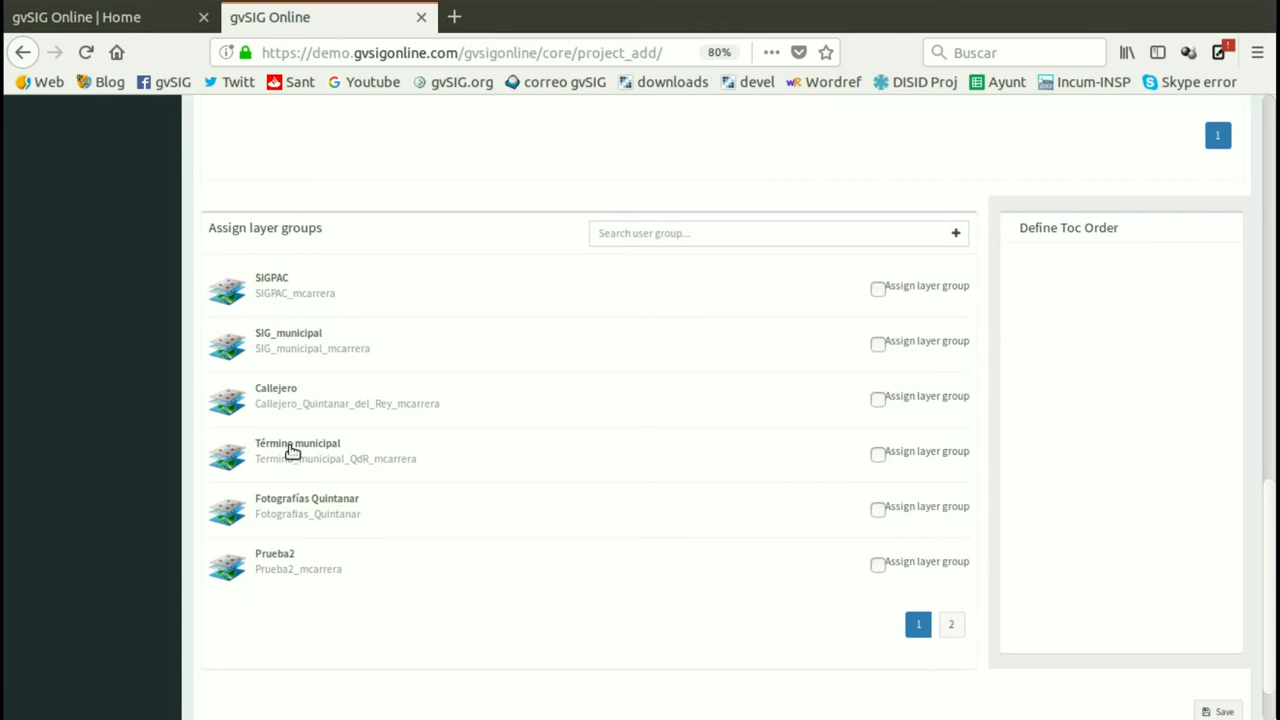 gvSIG Online | Home
gvSIG Online
https://demo.gvsigonline.com/gvsigonline/core/project_add/
80%
Buscar
Web
Blog
gvSIG
Twitt
Sant
Youtube
gvSIG.org
correo gvSIG
downloads
devel
Wordref
DISID Proj
Ayunt
Incum-INSP
Skype error
1
Assign layer groups
Search user group...
Define Toc Order
SIGPAC
SIGPAC_mcarrera
Assign layer group
SIG_municipal
SIG_municipal_mcarrera
Assign layer group
Callejero
Callejero_Quintanar_del_Rey_mcarrera
Assign layer group
Término municipal
Termino_municipal_QdR_mcarrera
Assign layer group
Fotografías Quintanar
Fotografias_Quintanar
Assign layer group
Prueba2
Prueba2_mcarrera
Assign layer group
1 2
Save